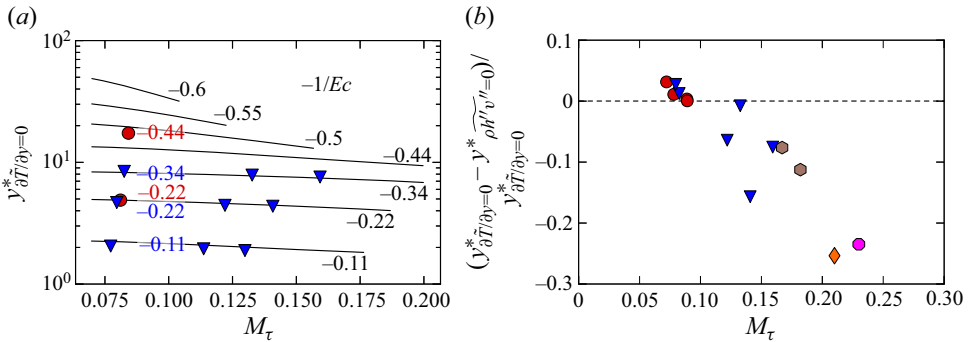 (a)
10²
10¹
10⁰
y*∂T̃/∂y=0
–1/Ec
–0.6
–0.55
–0.5
–0.44
–0.44
–0.34
–0.34
–0.22
–0.22
–0.22
–0.11
–0.11
0.075 0.100 0.125 0.150 0.175 0.200
Mτ
(b)
(y*∂T̃/∂y=0 – y*ρh″v″=0)/
y*∂T̃/∂y=0
0.1
0
–0.1
–0.2
–0.3
0 0.05 0.10 0.15 0.20 0.30
Mτ